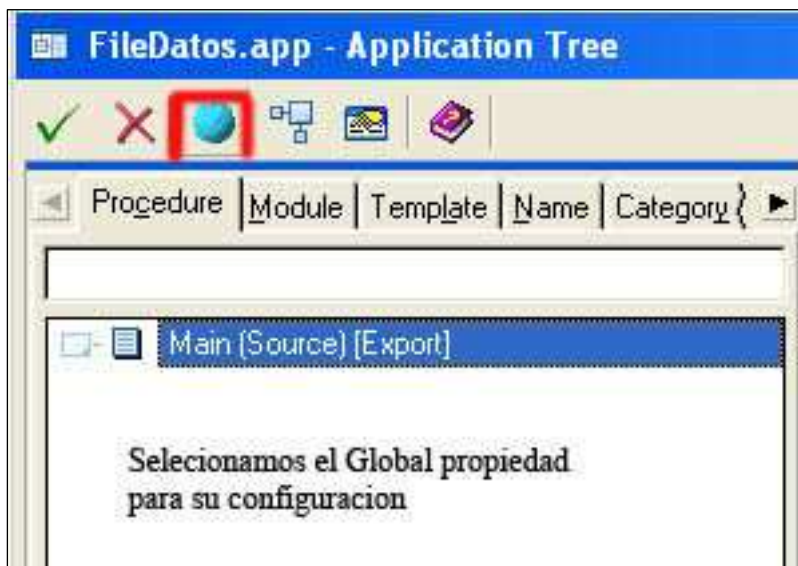 FileDatos.app - Application Tree
Procedure Module Template Name Category
Main (Source) [Export]
Selecionamos el Global propiedad
para su configuracion